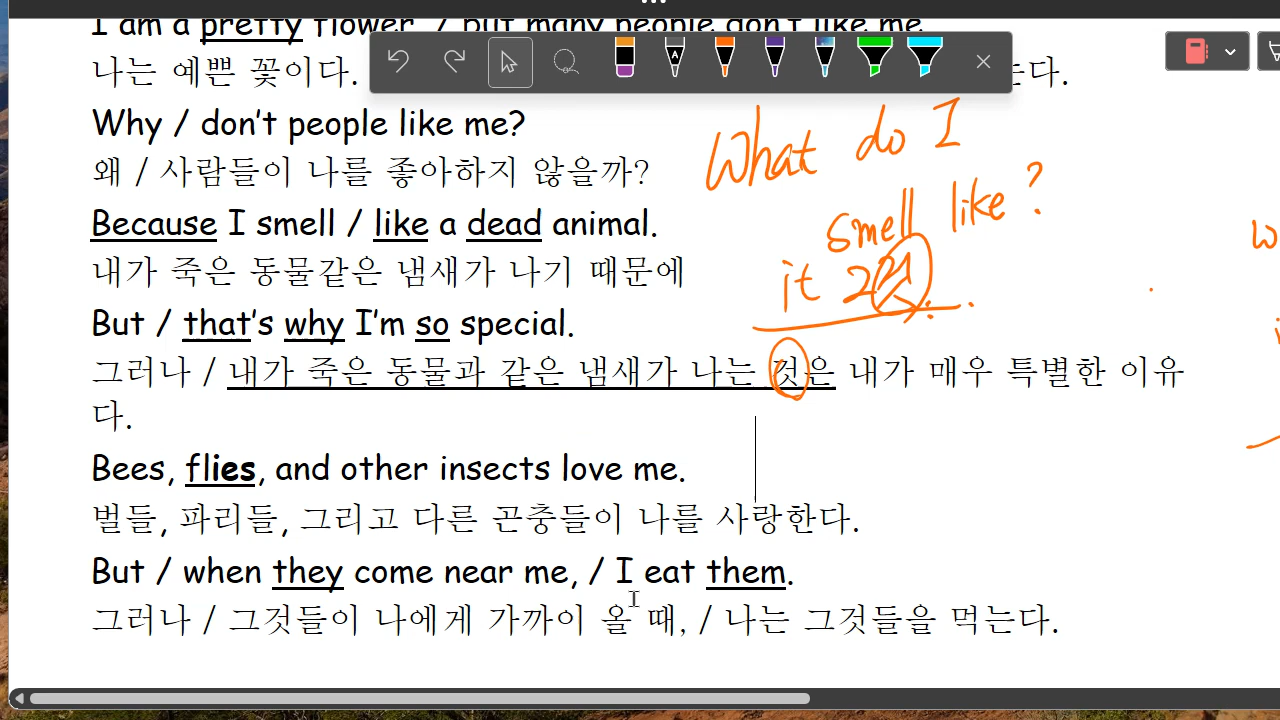 I am a pretty flower, / but many people don't like me.
나는 예쁜 꽃이다.
는다.
Why / don't people like me?
왜 / 사람들이 나를 좋아하지 않을까?
What do I
smell like?
Because I smell / like a dead animal.
내가 죽은 동물같은 냄새가 나기 때문에
it
But / that's why I'm so special.
그러나 / 내가 죽은 동물과 같은 냄새가 나는 것은 내가 매우 특별한 이유
다.
Bees, flies, and other insects love me.
벌들, 파리들, 그리고 다른 곤충들이 나를 사랑한다.
But / when they come near me, / I eat them.
그러나 / 그것들이 나에게 가까이 올 때, / 나는 그것들을 먹는다.